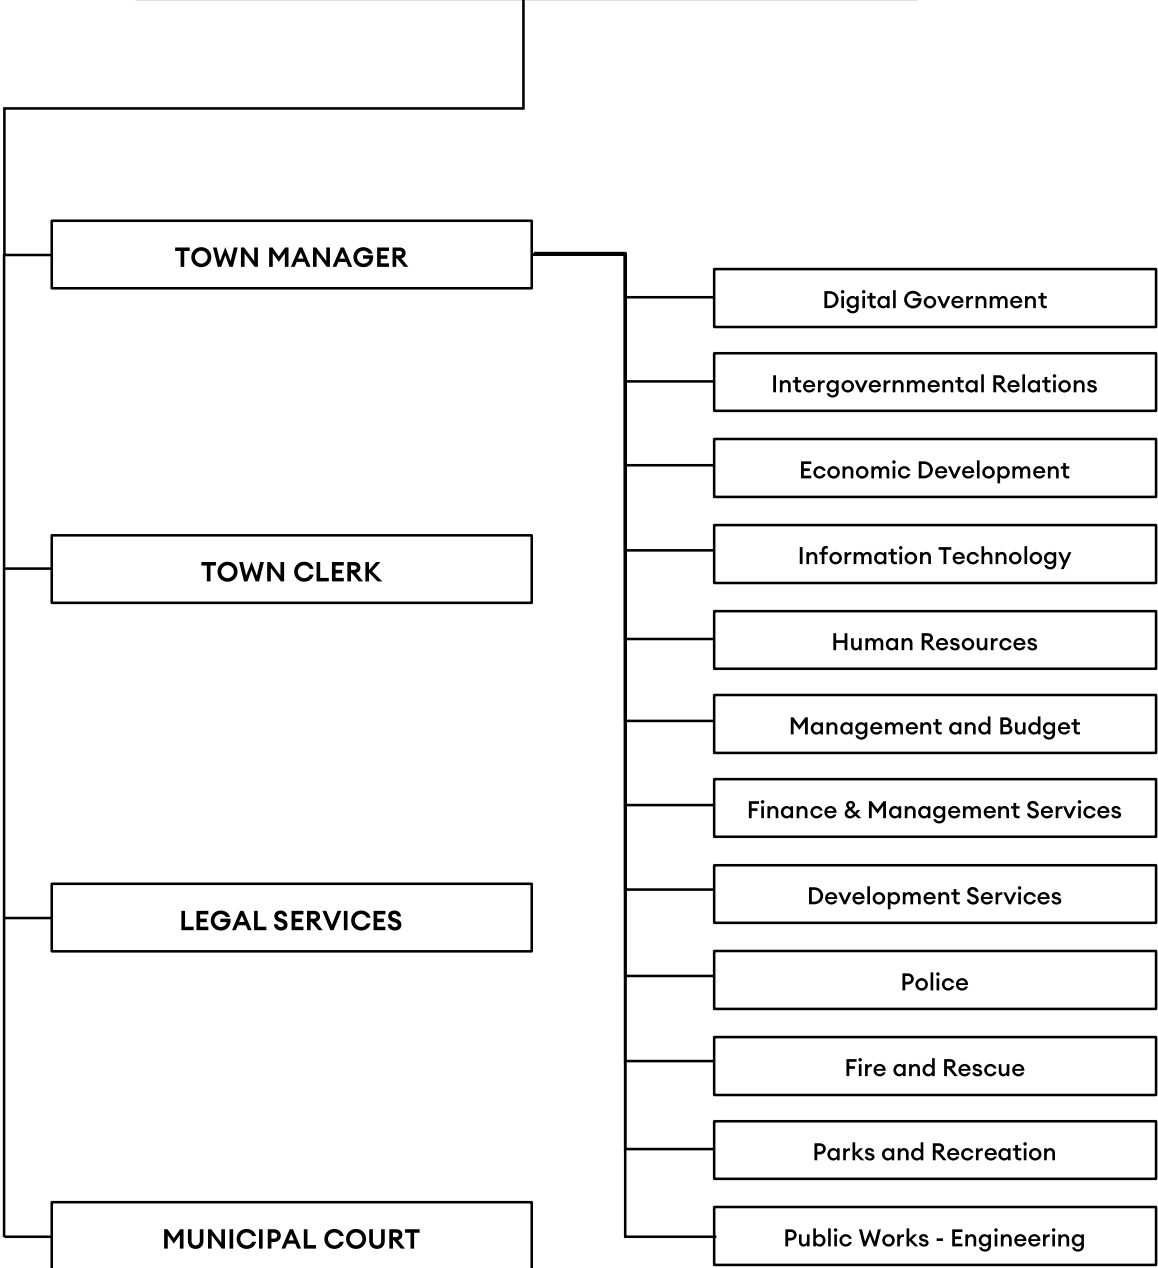 TOWN MANAGER
Digital Government
Intergovernmental Relations
Economic Development
Information Technology
TOWN CLERK
Human Resources
Management and Budget
Finance & Management Services
Development Services
LEGAL SERVICES
Police
Fire and Rescue
Parks and Recreation
Public Works - Engineering
MUNICIPAL COURT